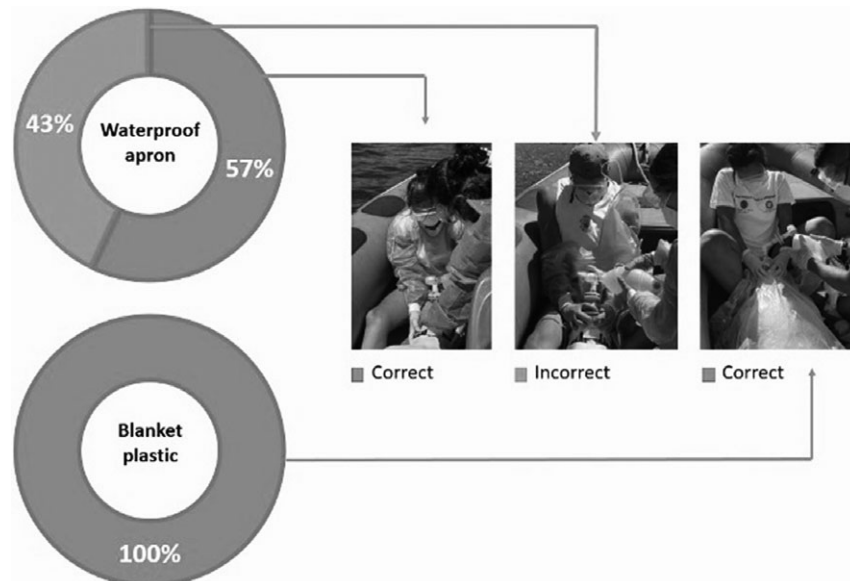 43%
Waterproof
apron
57%
Correct
Incorrect
Correct
Blanket
plastic
100%